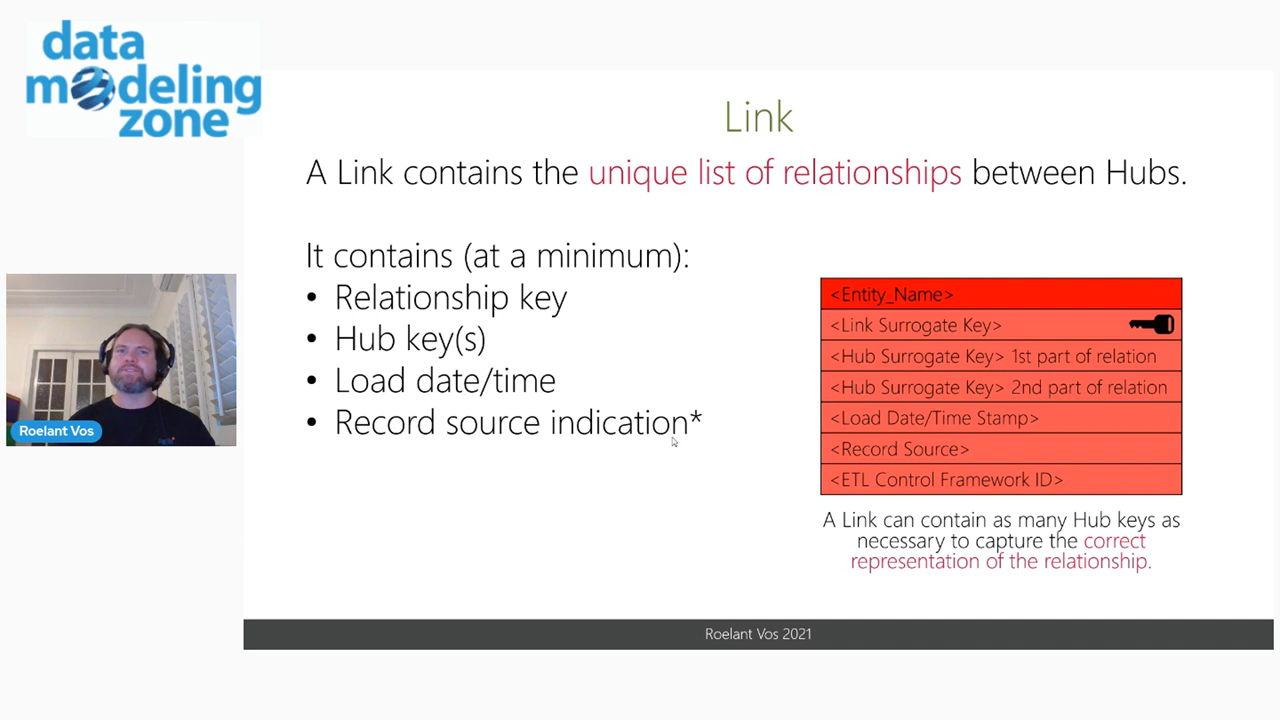 data
modeling
zone
Link
A Link contains the unique list of relationships between Hubs.
It contains (at a minimum):
• Relationship key
• Hub key(s)
• Load date/time
• Record source indication*
<Entity_Name>
<Link Surrogate Key>
<Hub Surrogate Key> 1st part of relation
<Hub Surrogate Key> 2nd part of relation
<Load Date/Time Stamp>
<Record Source>
<ETL Control Framework ID>
A Link can contain as many Hub keys as
necessary to capture the correct
representation of the relationship.
Roelant Vos
Roelant Vos 2021